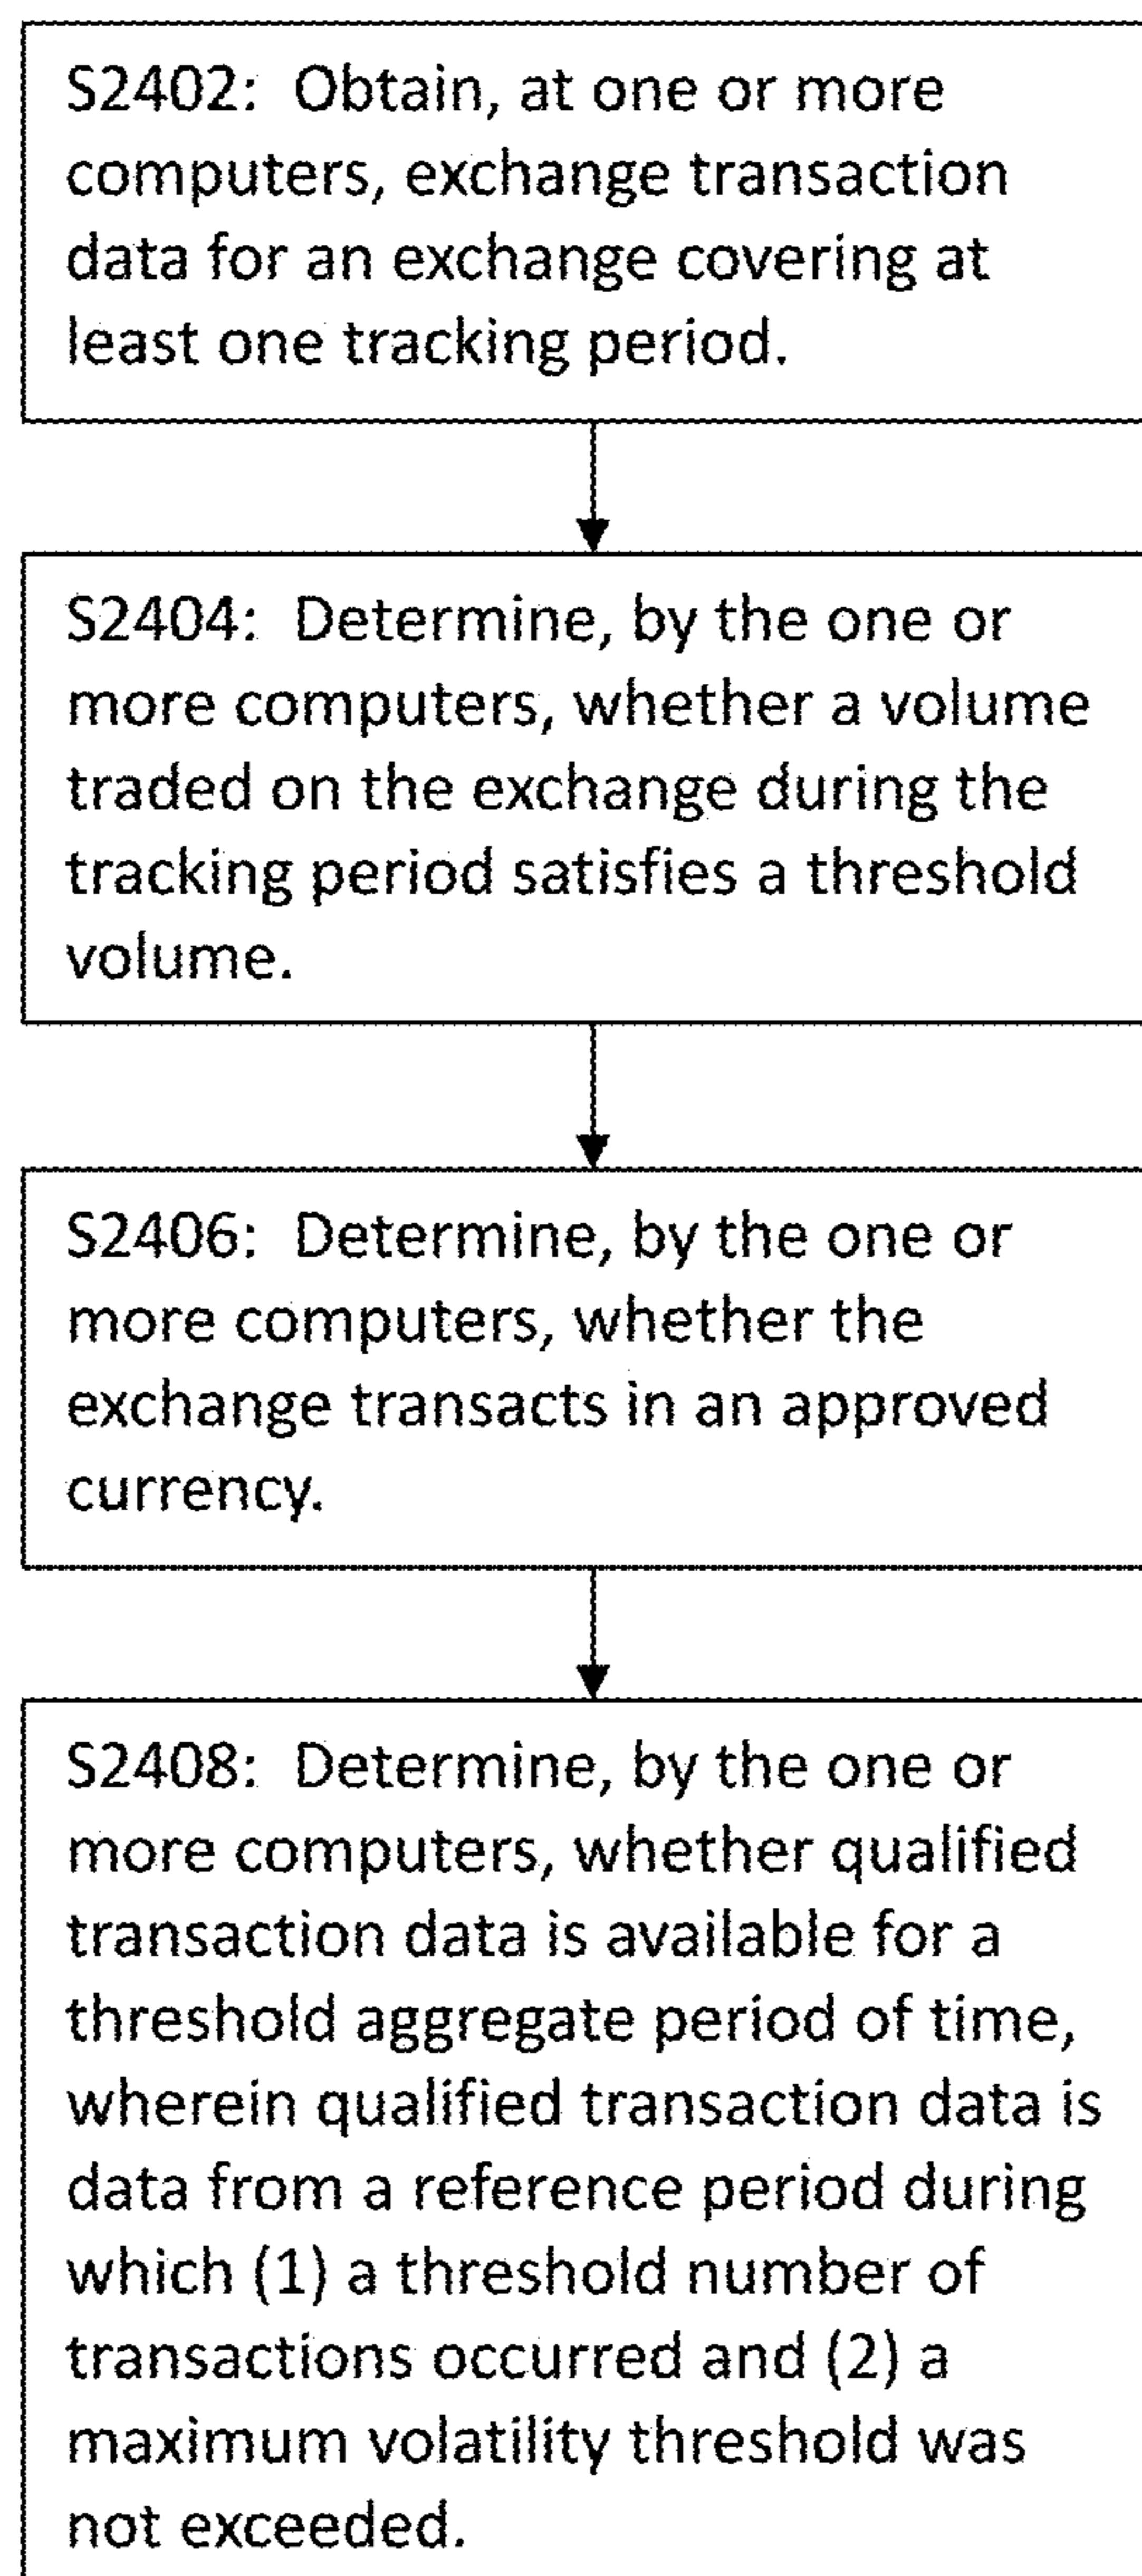 S2402: Obtain, at one or more
computers, exchange transaction
data for an exchange covering at
least one tracking period.
S2404: Determine, by the one or
more computers, whether a volume
traded on the exchange during the
tracking period satisfies a threshold
volume.
S2406: Determine, by the one or
more computers, whether the
exchange transacts in an approved
currency.
S2408: Determine, by the one or
more computers, whether qualified
transaction data is available for a
threshold aggregate period of time,
wherein qualified transaction data is
data from a reference period during
which (1) a threshold number of
transactions occurred and (2) a
maximum volatility threshold was
not exceeded.